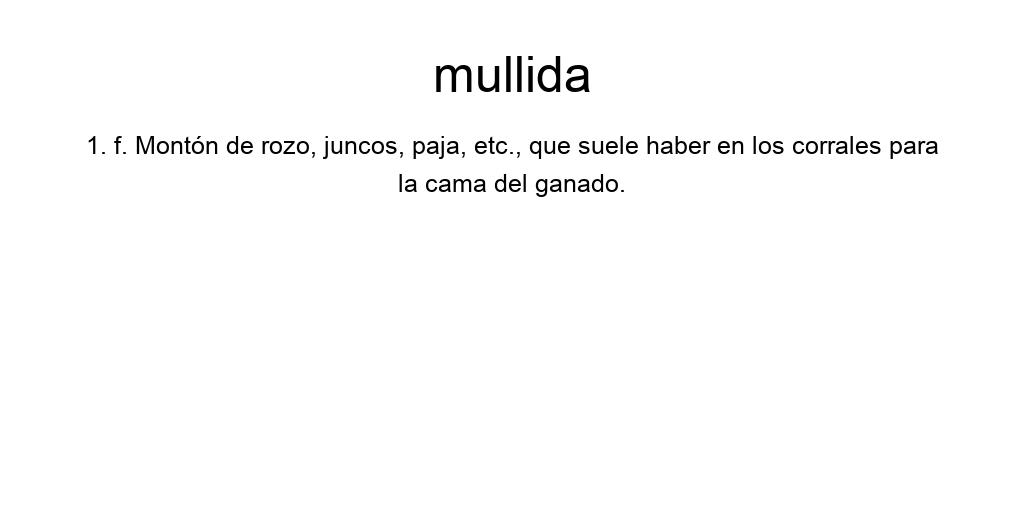 mullida
1. f. Montón de rozo, juncos, paja, etc., que suele haber en los corrales para
la cama del ganado.